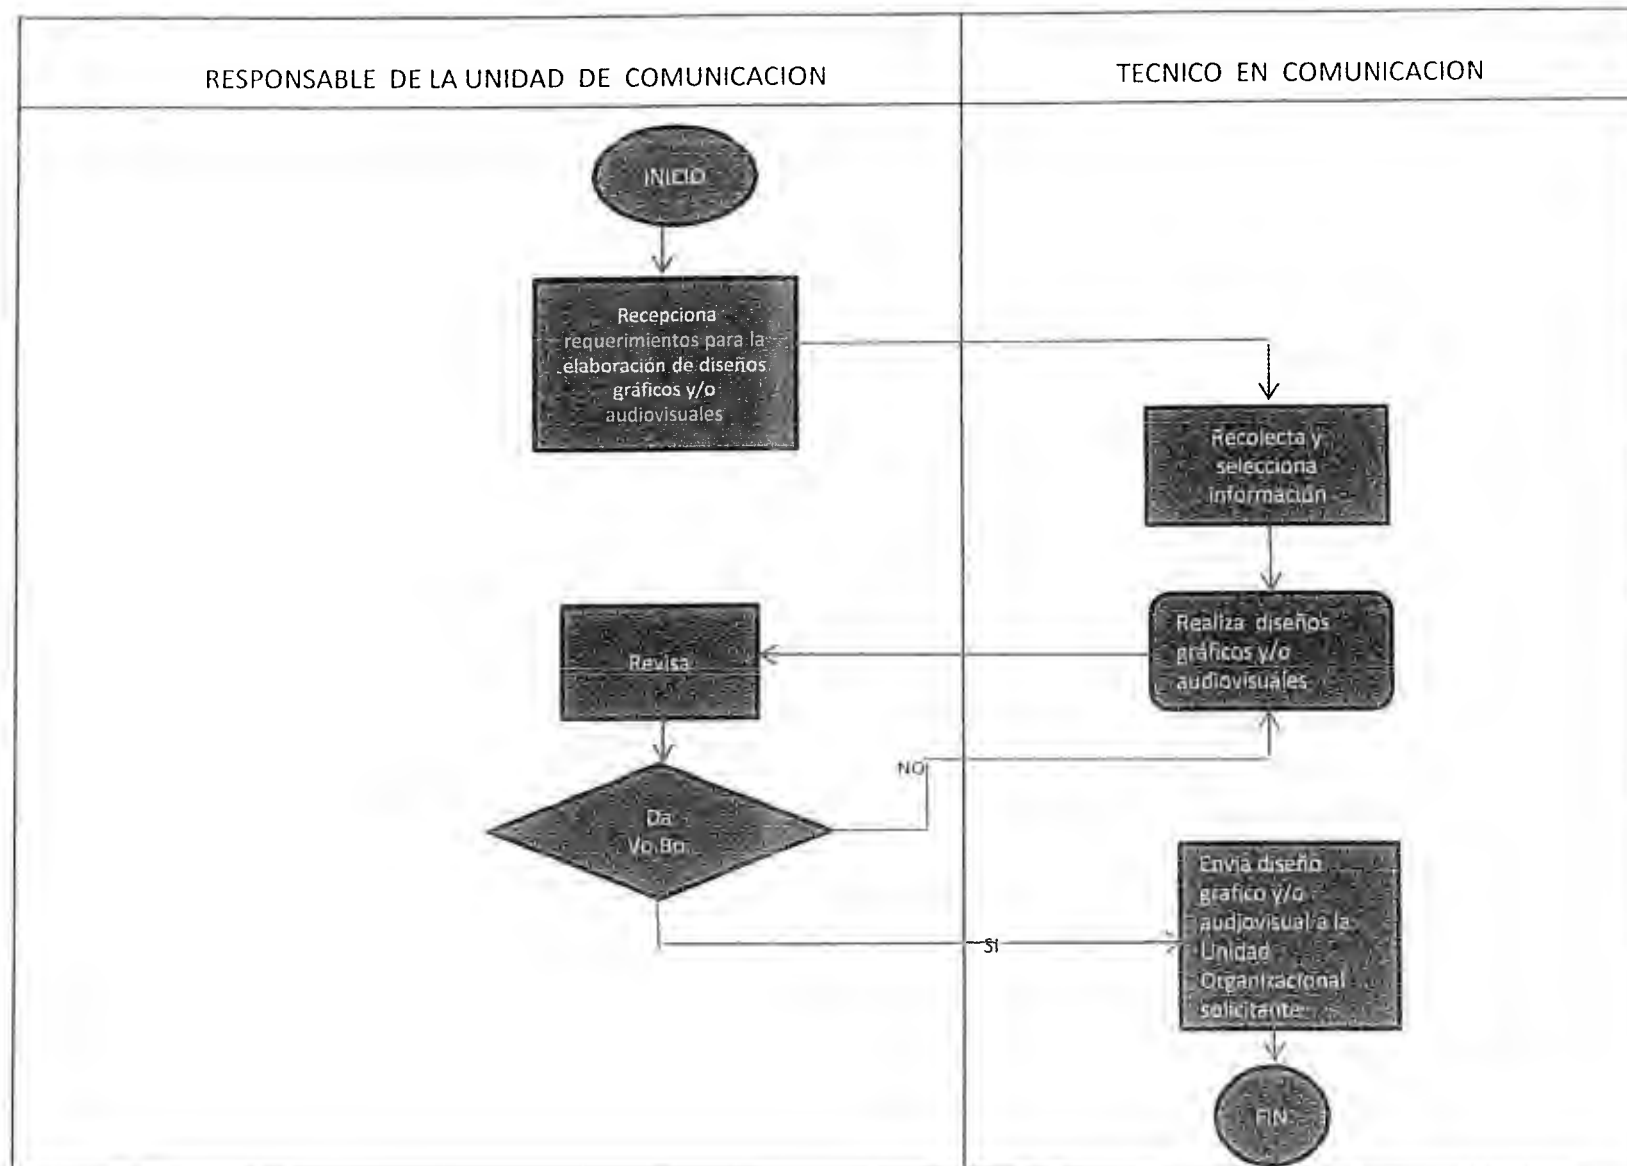 RESPONSABLE DE LA UNIDAD DE COMUNICACION
TECNICO EN COMUNICACION
INICIO
Recepciona
requerimientos para la
elaboración de diseños
gráficos y/o
audiovisuales
Recolecta y
selecciona
información
Realiza diseños
gráficos y/o
audiovisuales
Revisa
NO
Da
Vo.Bo.
Envia diseño
grafico y/o
audiovisual a la
Unidad
Organizacional
solicitante
SI
FIN